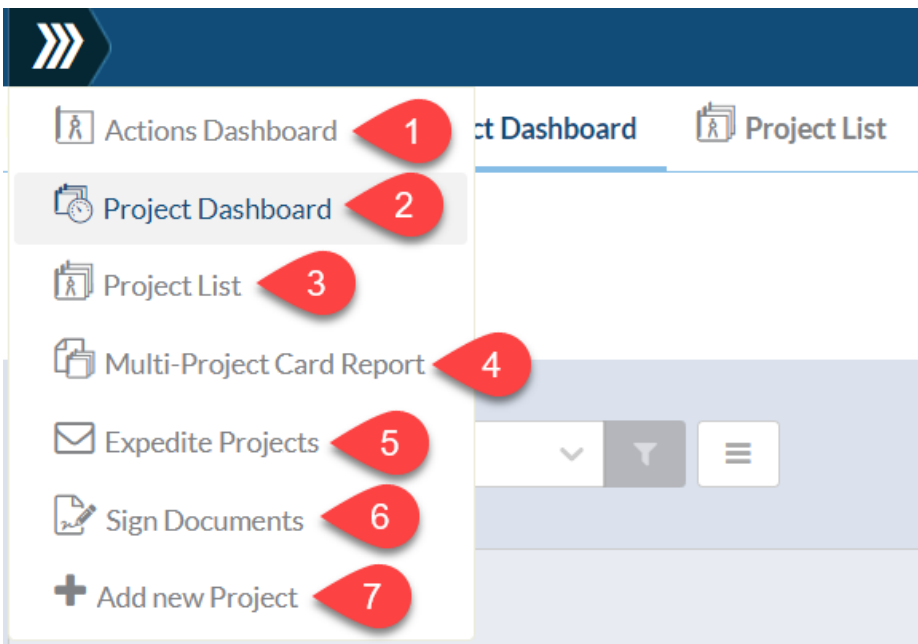 Actions Dashboard 1
ct Dashboard
Project List
Project Dashboard 2
Project List 3
Multi-Project Card Report 4
Expedite Projects 5
Sign Documents 6
Add new Project 7